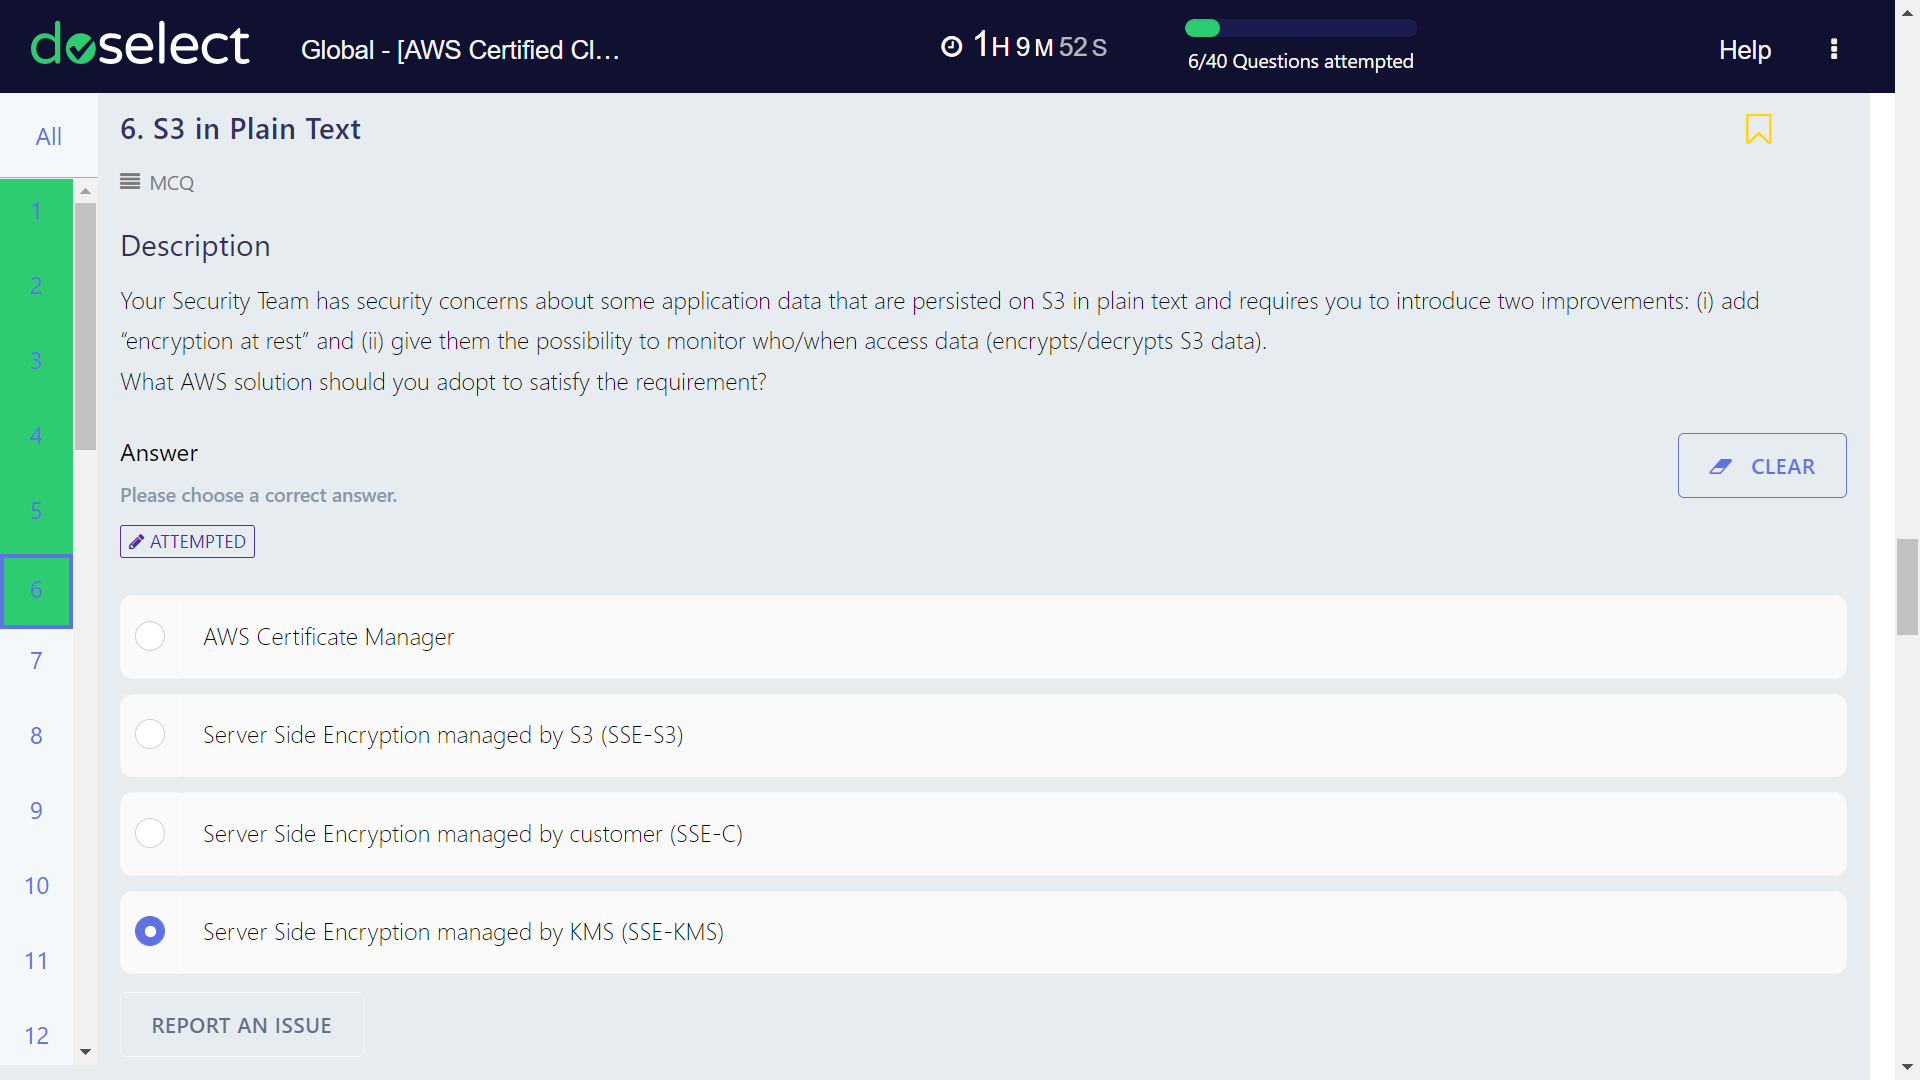 doselect
Global - [AWS Certified Cl...
1H 9M 52S
6/40 Questions attempted
Help
All
1
2
3
4
5
6
7
8
9
10
11
12
6. S3 in Plain Text
MCQ
Description
Your Security Team has security concerns about some application data that are persisted on S3 in plain text and requires you to introduce two improvements: (i) add
“encryption at rest” and (ii) give them the possibility to monitor who/when access data (encrypts/decrypts S3 data).
What AWS solution should you adopt to satisfy the requirement?
Answer
CLEAR
Please choose a correct answer.
ATTEMPTED
AWS Certificate Manager
Server Side Encryption managed by S3 (SSE-S3)
Server Side Encryption managed by customer (SSE-C)
Server Side Encryption managed by KMS (SSE-KMS)
REPORT AN ISSUE